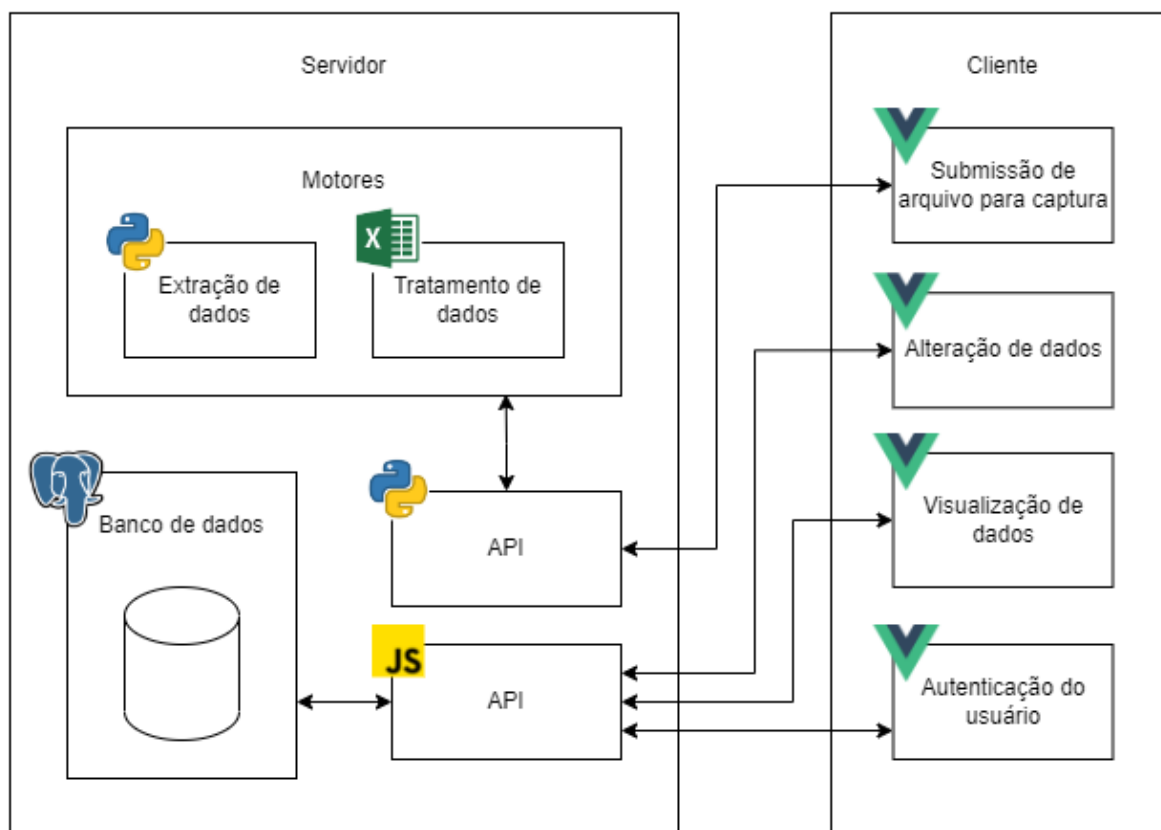 Servidor
Motores
Extração de
dados
X
Tratamento de
dados
Banco de dados
API
JS
API
Cliente
Submissão de
arquivo para captura
Alteração de dados
Visualização de
dados
Autenticação do
usuário